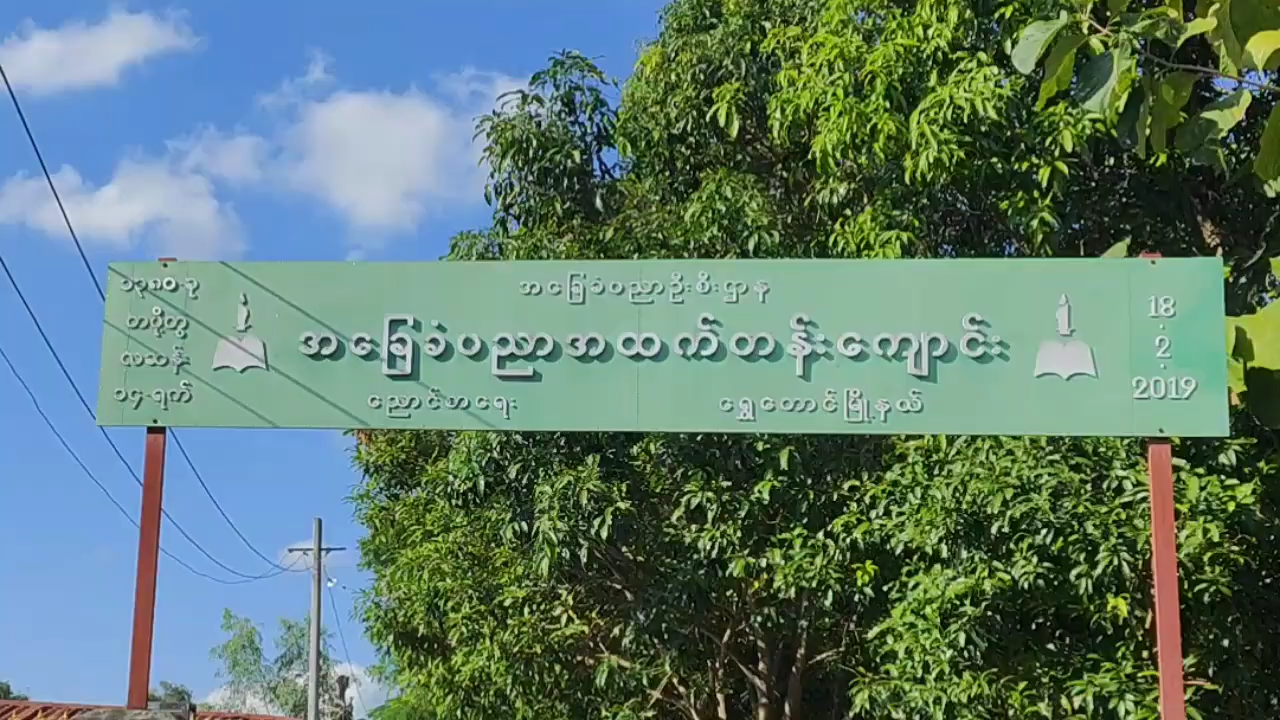 ၁၃၈၀-ခု
တပို့တွဲ
လဆန်း
၁၄-ရက်
အခြေခံပညာဦးစီးဌာန
အခြေခံပညာအထက်တန်းကျောင်း
ညောင်စာရေး
ရွှေတောင်မြို့နယ်
18
.
2
.
2019